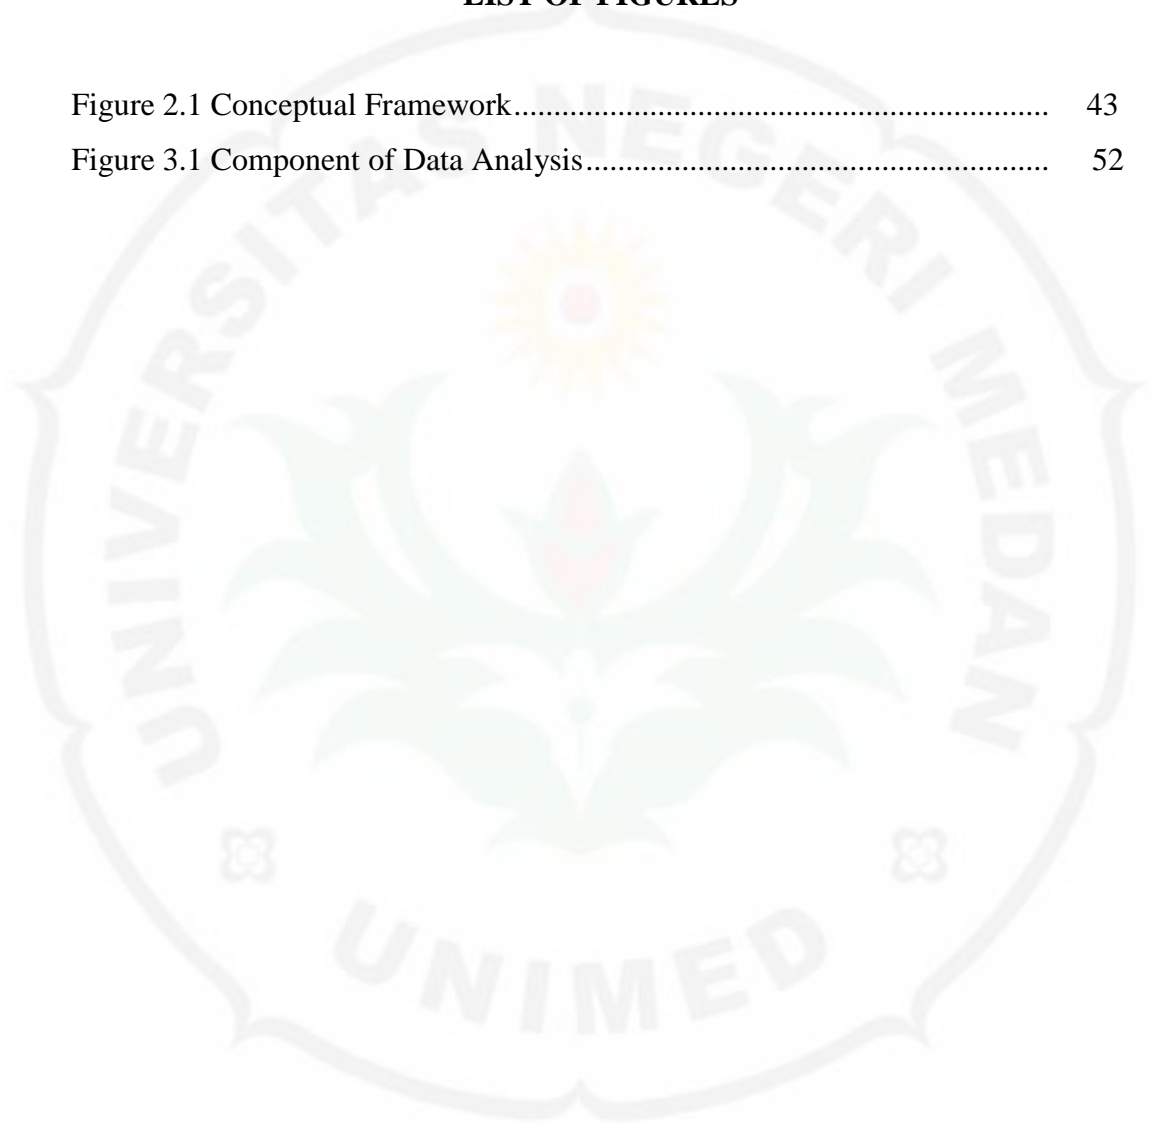 LIST OF FIGURES
Figure 2.1 Conceptual Framework.................................................................. 43
Figure 3.1 Component of Data Analysis......................................................... 52
UNIVERSITAS NEGERI MEDAN
UNIMED